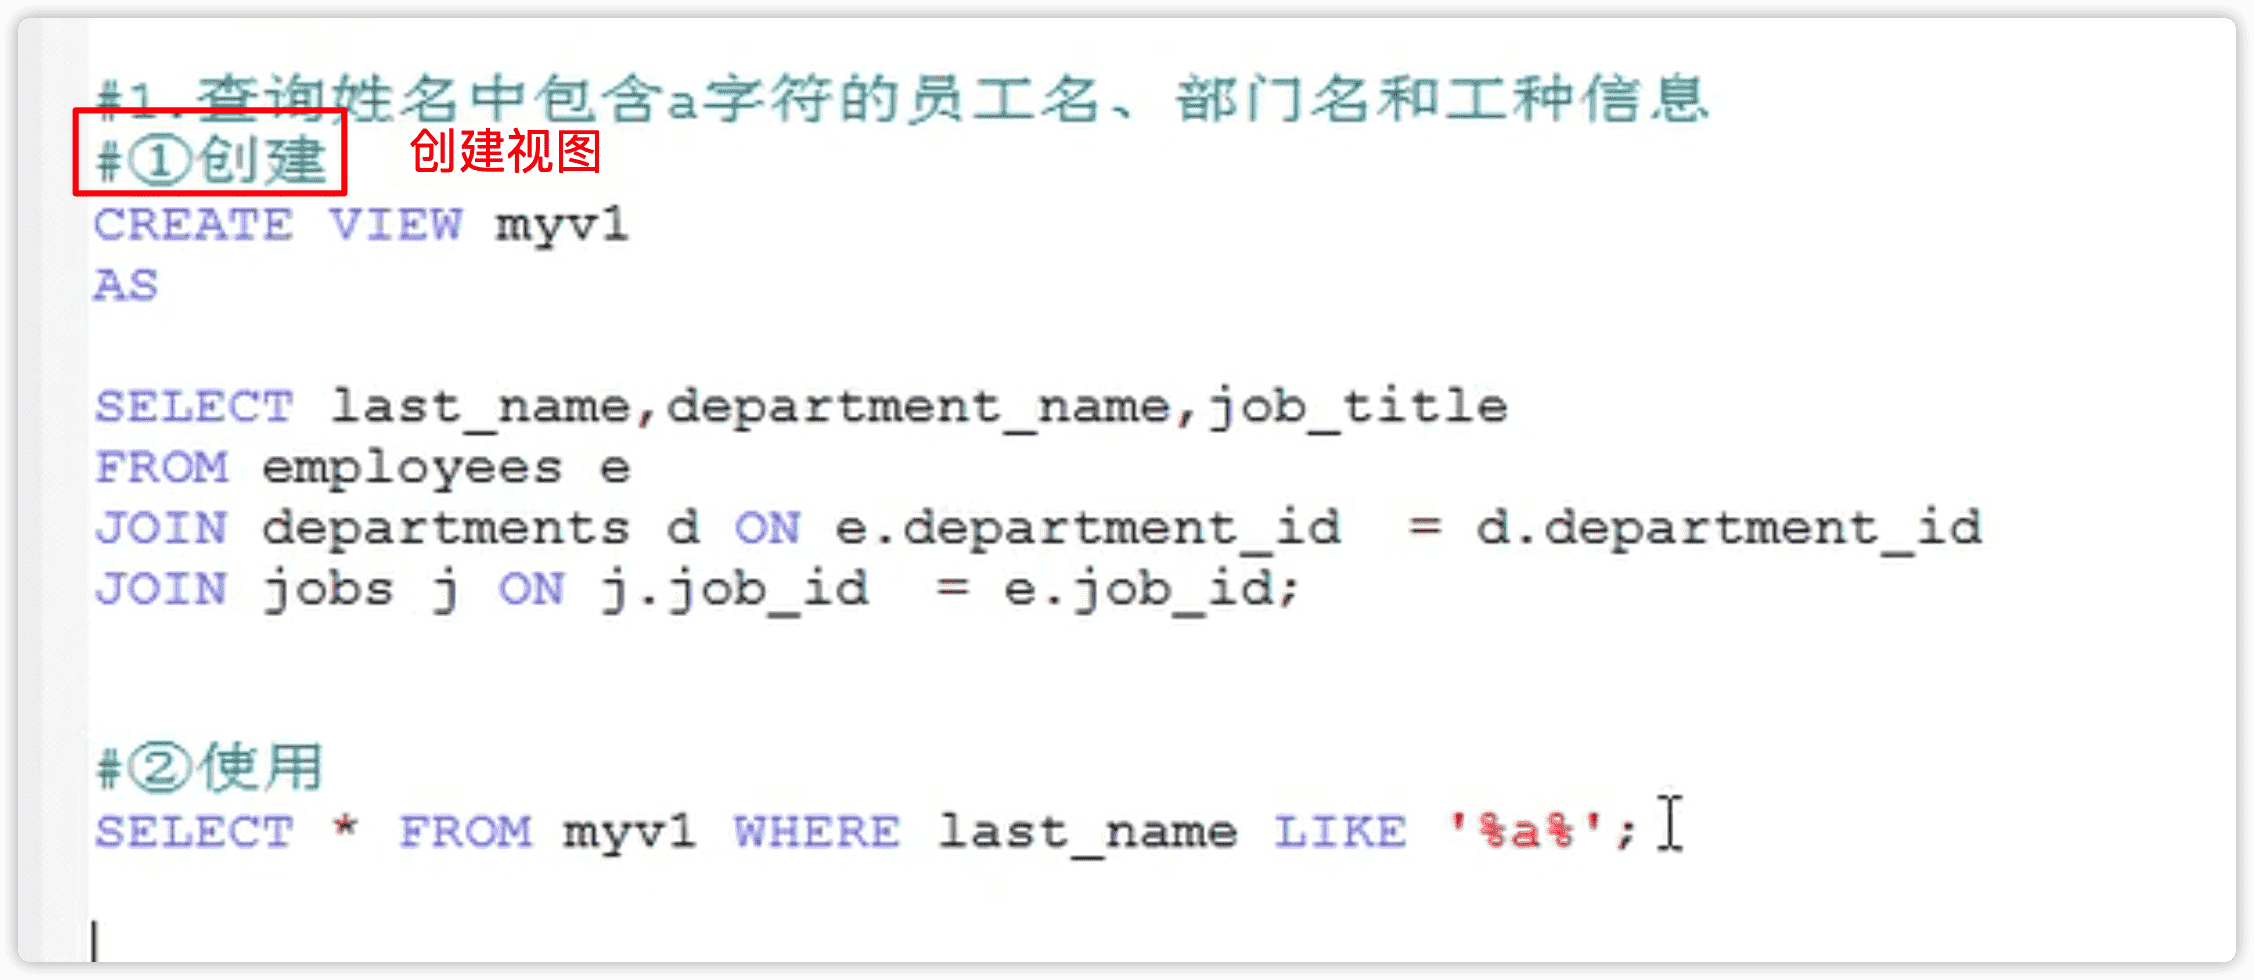 #1.查询姓名中包含a字符的员工名、部门名和工种信息
#①创建 创建视图
CREATE VIEW myv1
AS
SELECT last_name,department_name,job_title
FROM employees e
JOIN departments d ON e.department_id  = d.department_id
JOIN jobs j ON j.job_id  = e.job_id;
#②使用
SELECT * FROM myv1 WHERE last_name LIKE '%a%';